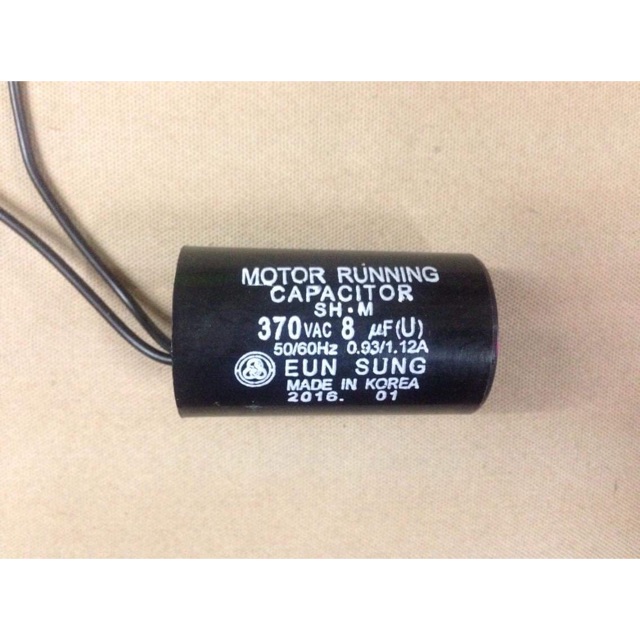 MOTOR RUNNING
CAPACITOR
SH·M
370VAC 8 μF(U)
50/60Hz 0.93/1.12A
EUN SUNG
MADE IN KOREA
2016. 01